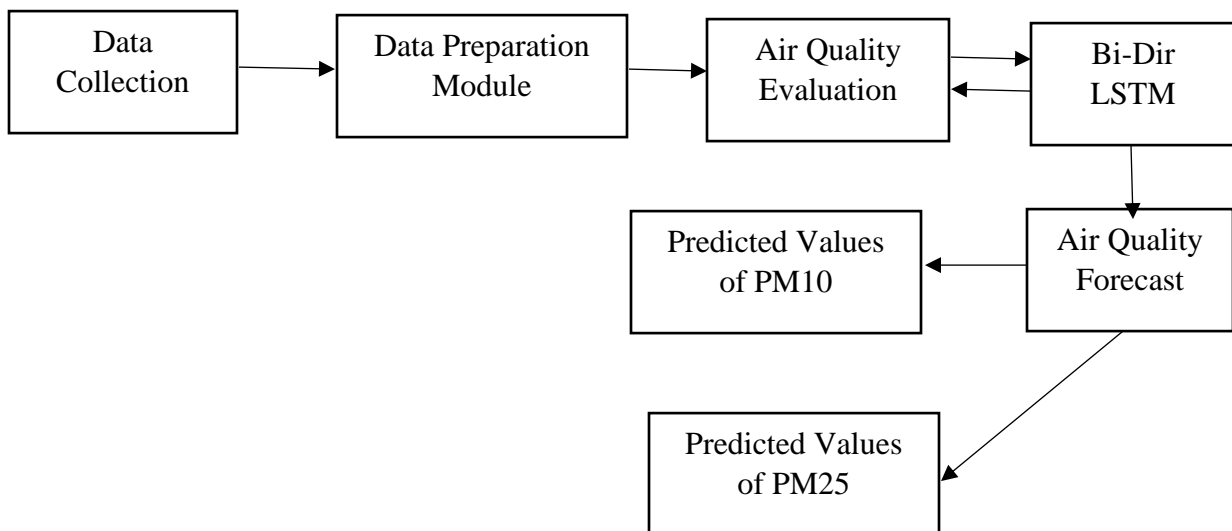 Data
Collection
Data Preparation
Module
Air Quality
Evaluation
Bi-Dir
LSTM
Predicted Values
of PM10
Air Quality
Forecast
Predicted Values
of PM25